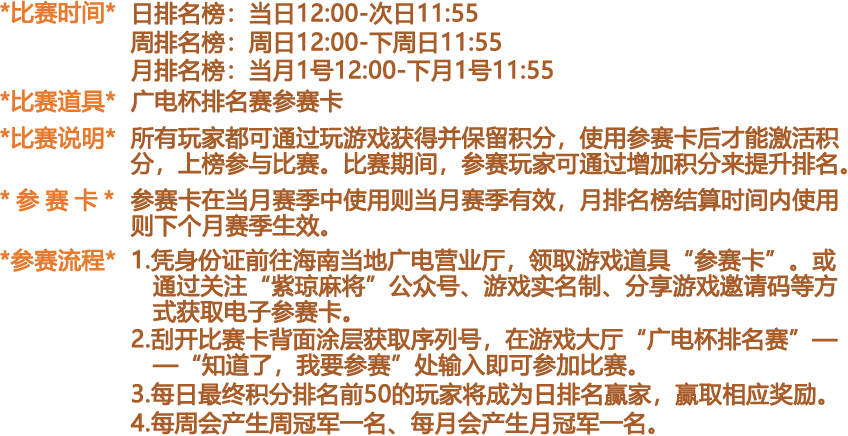 *比赛时间* 日排名榜：当日12:00-次日11:55
周排名榜：周日12:00-下周日11:55
月排名榜：当月1号12:00-下月1号11:55
*比赛道具* 广电杯排名赛参赛卡
*比赛说明* 所有玩家都可通过玩游戏获得并保留积分，使用参赛卡后才能激活积
分，上榜参与比赛。比赛期间，参赛玩家可通过增加积分来提升排名。
* 参 赛 卡 * 参赛卡在当月赛季中使用则当月赛季有效，月排名榜结算时间内使用
则下个月赛季生效。
*参赛流程* 1.凭身份证前往海南当地广电营业厅，领取游戏道具“参赛卡”。或
通过关注“紫琼麻将”公众号、游戏实名制、分享游戏邀请码等方
式获取电子参赛卡。
2.刮开比赛卡背面涂层获取序列号，在游戏大厅“广电杯排名赛”—
—“知道了，我要参赛”处输入即可参加比赛。
3.每日最终积分排名前50的玩家将成为日排名赢家，赢取相应奖励。
4.每周会产生周冠军一名、每月会产生月冠军一名。